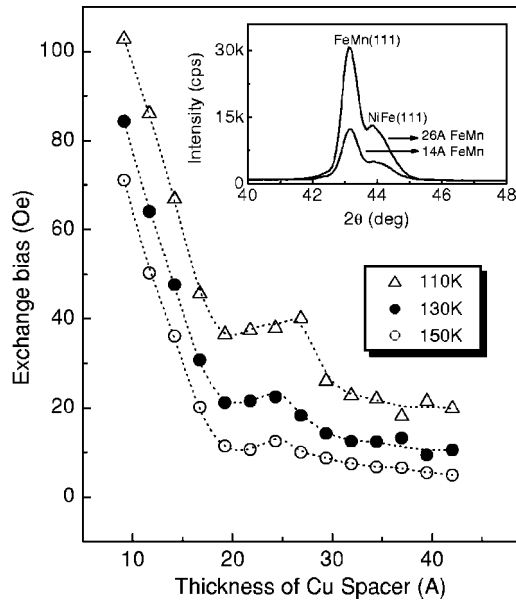 100
80
60
40
20
0
Exchange bias (Oe)
10
20
30
40
Thickness of Cu Spacer (A)
30k
15k
0
Intensity (cps)
FeMn(111)
NiFe(111)
26A FeMn
14A FeMn
40
42
44
46
48
2θ (deg)
110K
130K
150K